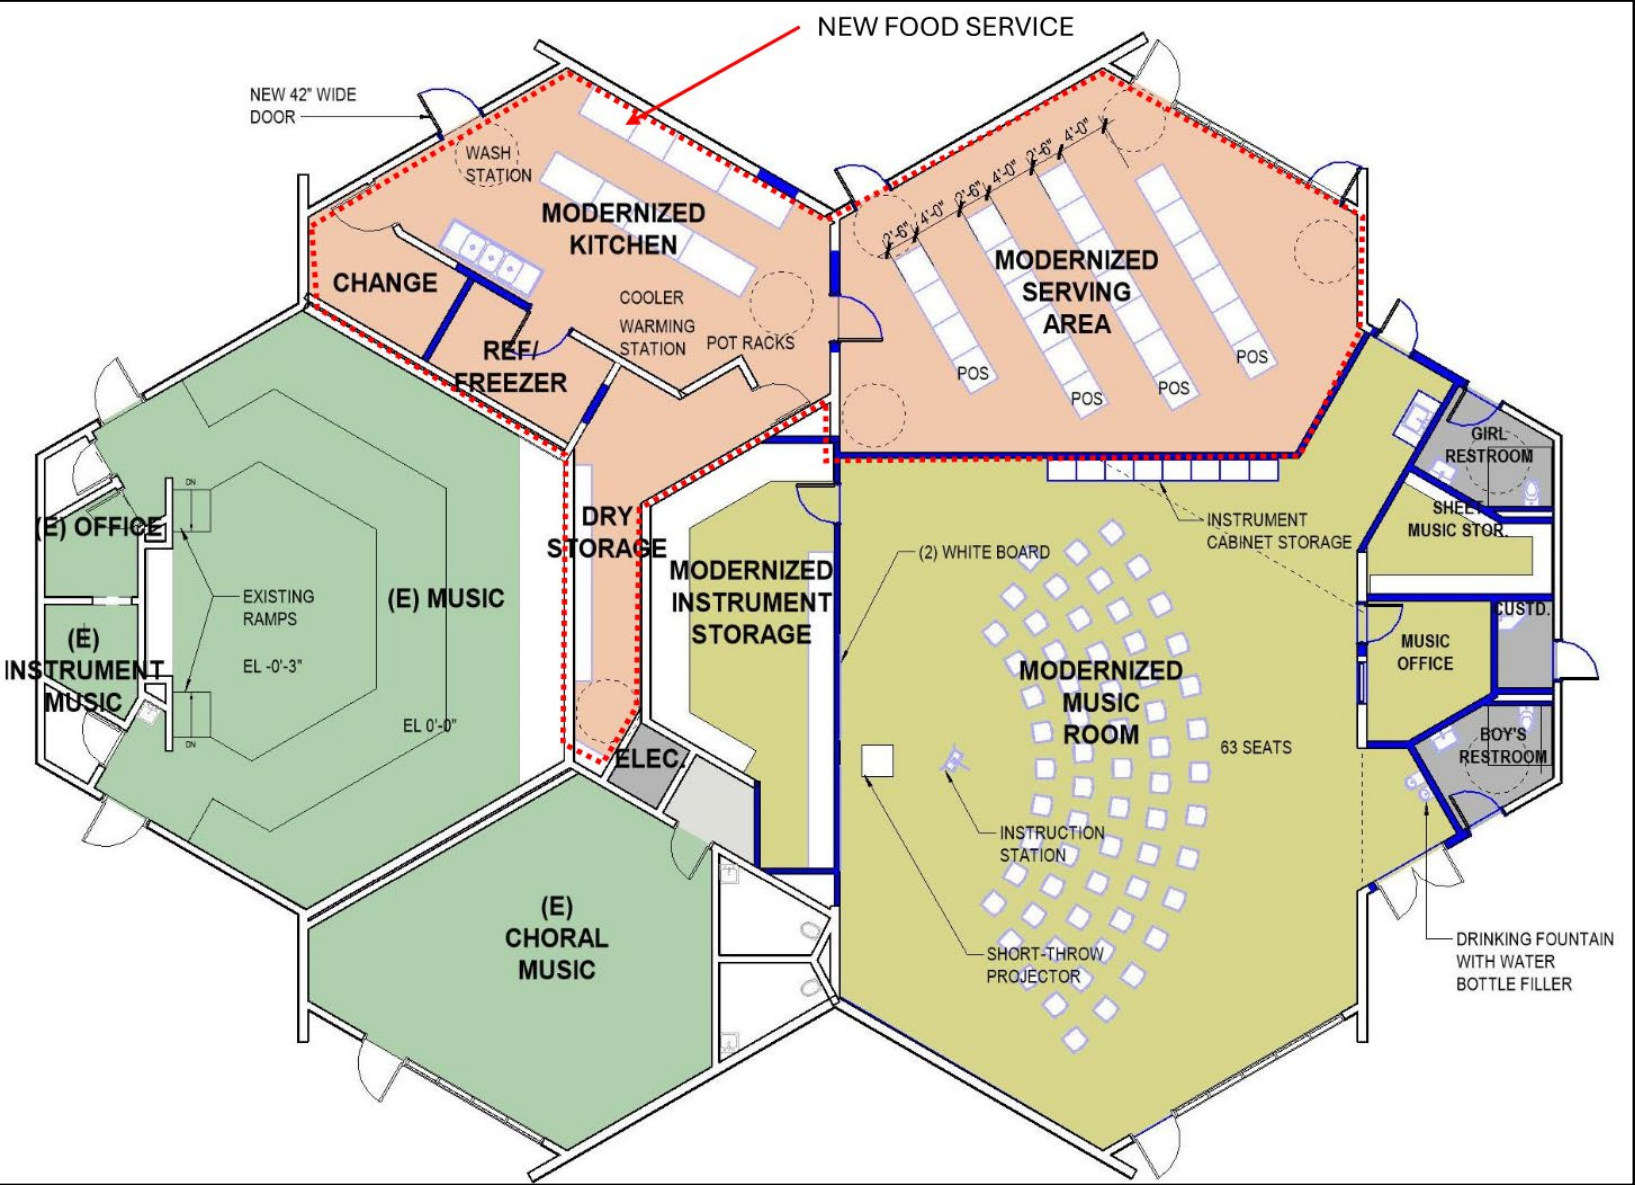 NEW FOOD SERVICE
NEW 42" WIDE
DOOR
WASH
STATION
MODERNIZED
KITCHEN
CHANGE
COOLER
WARMING
STATION
POT RACKS
REF/
FREEZER
2'-6"
4'-0"
2'-6"
4'-0"
2'-6"
4'-0"
MODERNIZED
SERVING
AREA
POS
POS
POS
POS
GIRL
RESTROOM
SHEET
MUSIC STOR.
INSTRUMENT
CABINET STORAGE
(2) WHITE BOARD
DRY
STORAGE
MODERNIZED
INSTRUMENT
STORAGE
DN
(E) OFFICE
EXISTING
RAMPS
(E) MUSIC
(E)
INSTRUMENT
MUSIC
EL -0'-3"
EL 0'-0"
DN
CUSTD.
MUSIC
OFFICE
MODERNIZED
MUSIC
ROOM
63 SEATS
BOY'S
RESTROOM
ELEC.
INSTRUCTION
STATION
(E)
CHORAL
MUSIC
SHORT-THROW
PROJECTOR
DRINKING FOUNTAIN
WITH WATER
BOTTLE FILLER